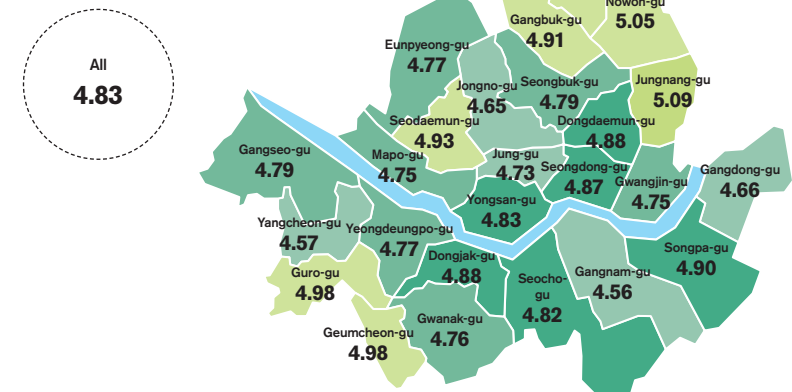 Nowon-gu
5.05
Gangbuk-gu
4.91
All
4.83
Eunpyeong-gu
4.77
Jongno-gu
4.65
Seongbuk-gu
4.79
Jungnang-gu
5.09
Seodaemun-gu
4.93
Dongdaemun-gu
4.88
Gangseo-gu
4.79
Mapo-gu
4.75
Jung-gu
4.73
Seongdong-gu
4.87
Gwangjin-gu
4.75
Gangdong-gu
4.66
Yongsan-gu
4.83
Yangcheon-gu
4.57
Yeongdeungpo-gu
4.77
Dongjak-gu
4.88
Songpa-gu
4.90
Guro-gu
4.98
Seocho-
gu
4.82
Gangnam-gu
4.56
Geumcheon-gu
4.98
Gwanak-gu
4.76